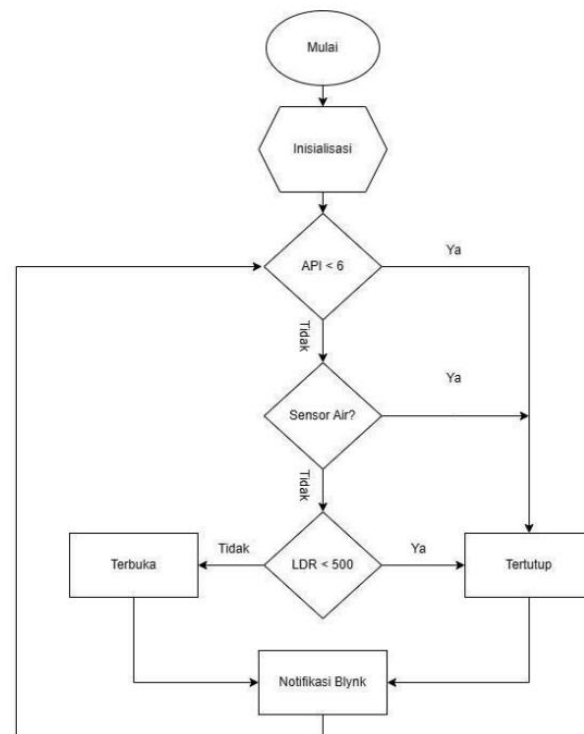 Mulai
Inisialisasi
API < 6
Ya
Tidak
Sensor Air?
Ya
Tidak
Terbuka
Tidak
LDR < 500
Ya
Tertutup
Notifikasi Blynk